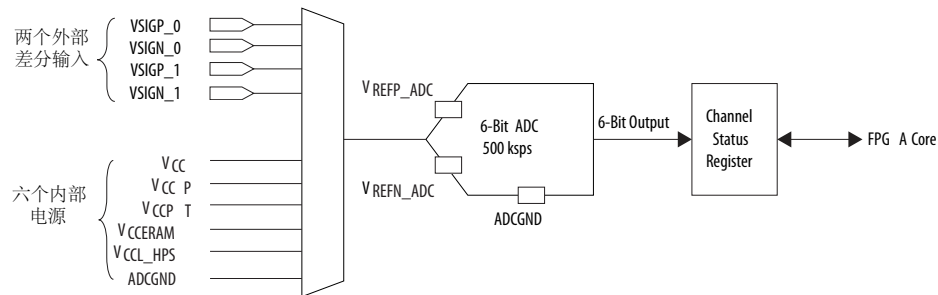 两个外部
差分输入
VSIGP_0
VSIGN_0
VSIGP_1
VSIGN_1
六个内部
电源
VCC
VCC P
VCCP T
VCCERAM
VCCL_HPS
ADCGND
VREFP_ADC
VREFN_ADC
6-Bit ADC
500 ksps
ADCGND
6-Bit Output
Channel
Status
Register
FPG A Core